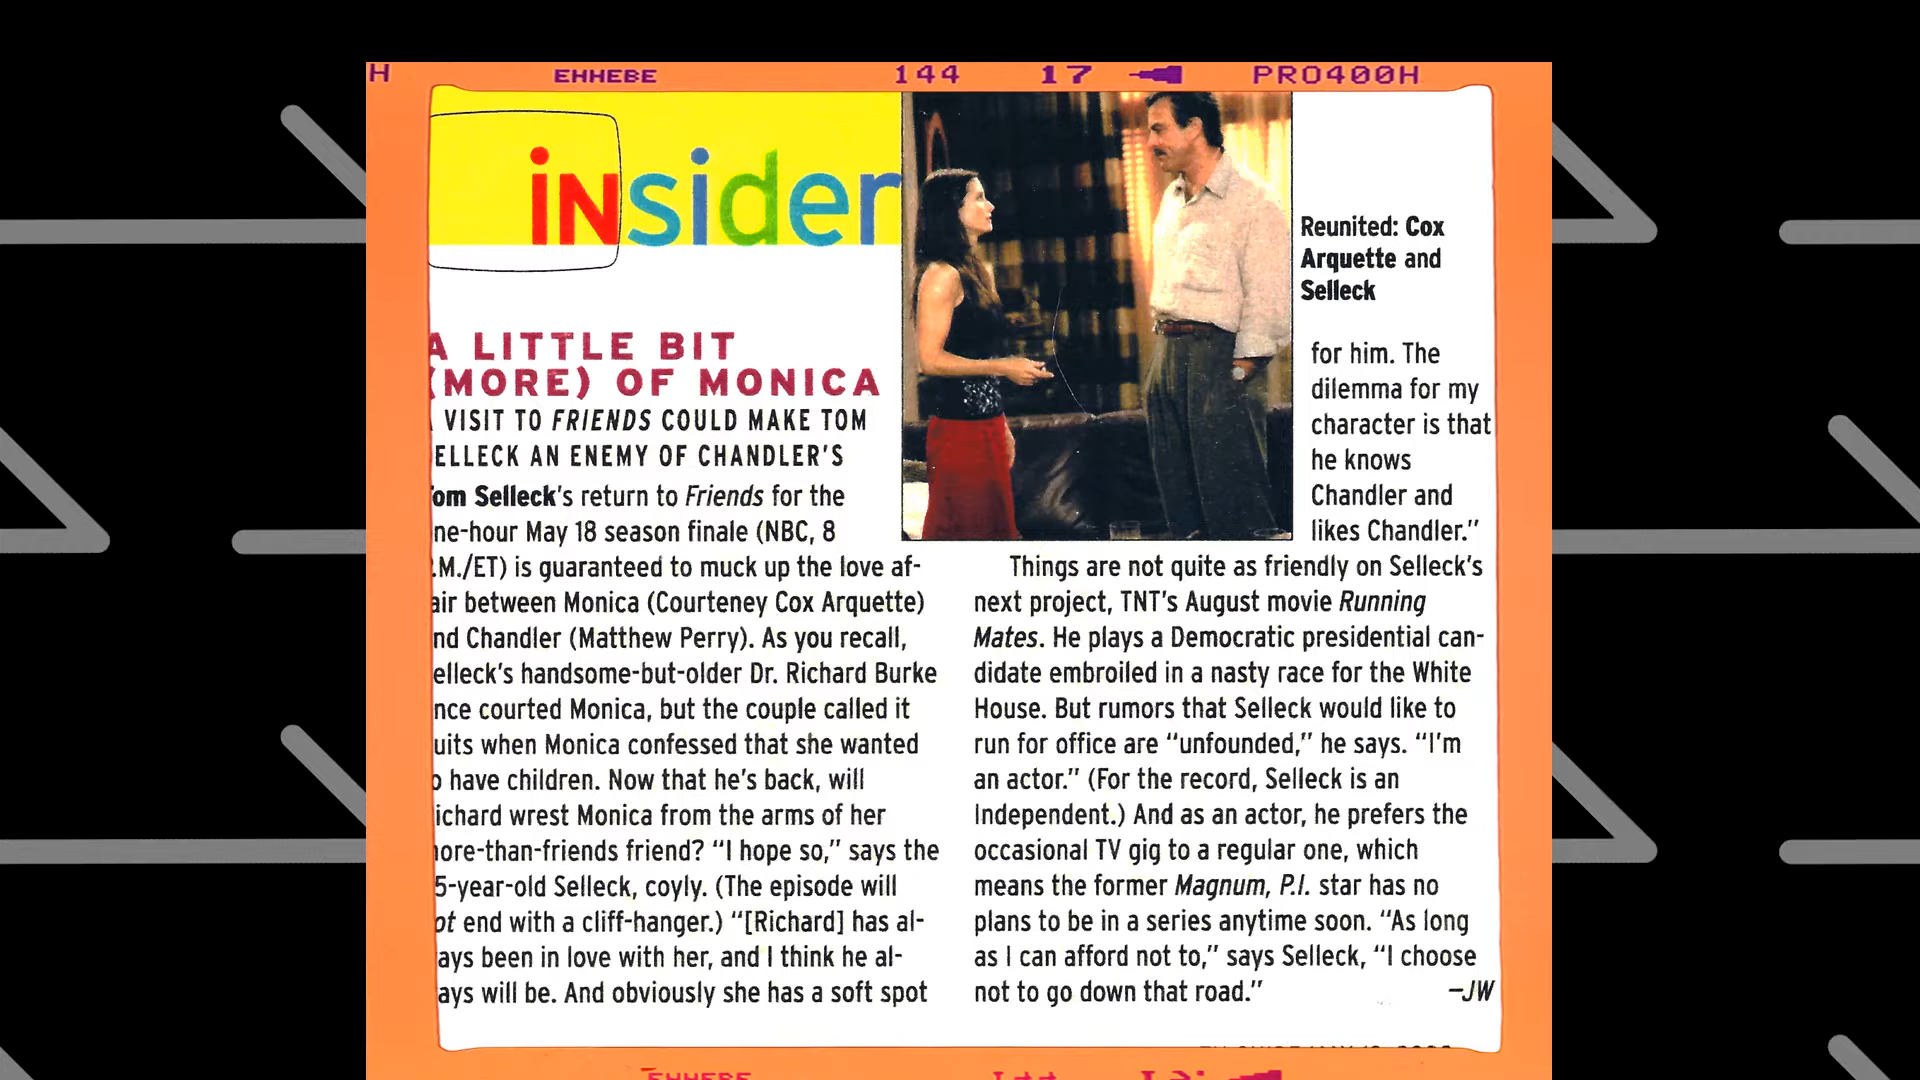 H EHHEBE 144 17 PRO400H
insider
A LITTLE BIT
(MORE) OF MONICA
VISIT TO FRIENDS COULD MAKE TOM
ELLECK AN ENEMY OF CHANDLER'S
om Selleck's return to Friends for the
ne-hour May 18 season finale (NBC, 8
.M./ET) is guaranteed to muck up the love af-
air between Monica (Courteney Cox Arquette)
nd Chandler (Matthew Perry). As you recall,
elleck's handsome-but-older Dr. Richard Burke
nce courted Monica, but the couple called it
uits when Monica confessed that she wanted
o have children. Now that he's back, will
ichard wrest Monica from the arms of her
ore-than-friends friend? "I hope so," says the
5-year-old Selleck, coyly. (The episode will
ot end with a cliff-hanger.) "[Richard] has al-
ays been in love with her, and I think he al-
ays will be. And obviously she has a soft spot
Reunited: Cox
Arquette and
Selleck
for him. The
dilemma for my
character is that
he knows
Chandler and
likes Chandler."
Things are not quite as friendly on Selleck's
next project, TNT's August movie Running
Mates. He plays a Democratic presidential can-
didate embroiled in a nasty race for the White
House. But rumors that Selleck would like to
run for office are "unfounded," he says. "I'm
an actor." (For the record, Selleck is an
Independent.) And as an actor, he prefers the
occasional TV gig to a regular one, which
means the former Magnum, P.I. star has no
plans to be in a series anytime soon. "As long
as I can afford not to," says Selleck, "I choose
not to go down that road."
—JW